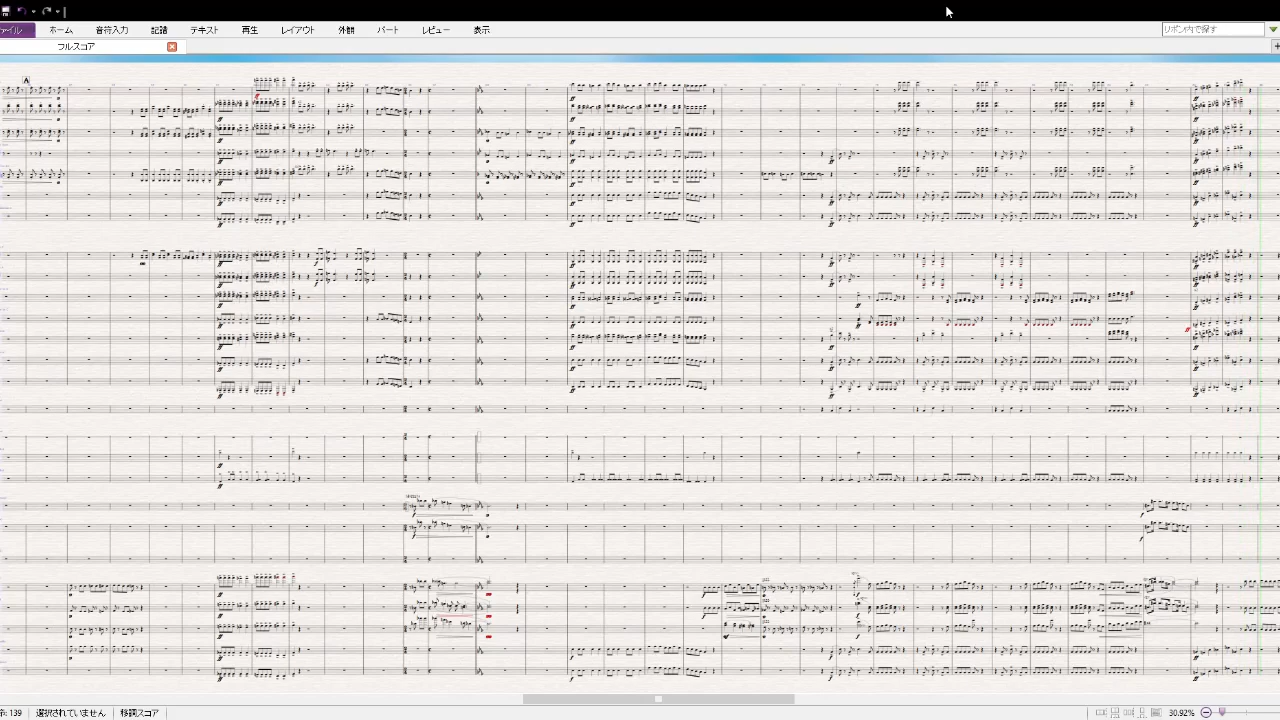 ァイル ホーム 音符入力 記譜 テキスト 再生 レイアウト 外観 パート レビュー 表示 リボン内で探す
フルスコア
A
示: 139 選択されていません 移調スコア 30.92%